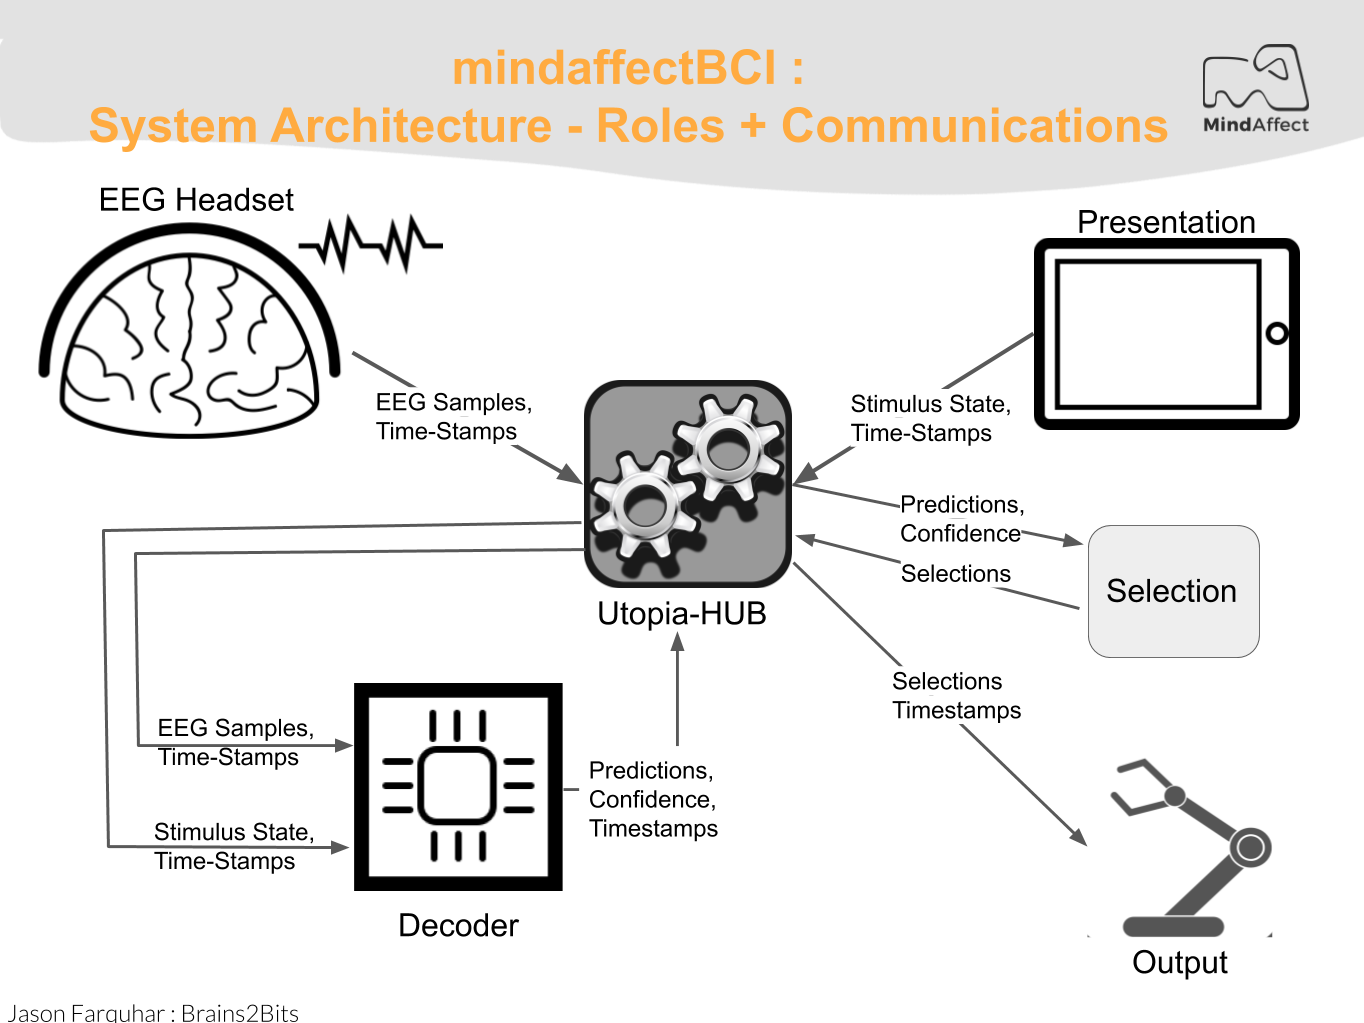 mindaffectBCI :
System Architecture - Roles + Communications
MindAffect
EEG Headset
Presentation
EEG Samples,
Time-Stamps
Stimulus State,
Time-Stamps
Predictions,
Confidence
Selections
Selection
Utopia-HUB
Selections
Timestamps
EEG Samples,
Time-Stamps
Stimulus State,
Time-Stamps
Predictions,
Confidence,
Timestamps
Decoder
Output
Jason Farquhar : Brains2Bits